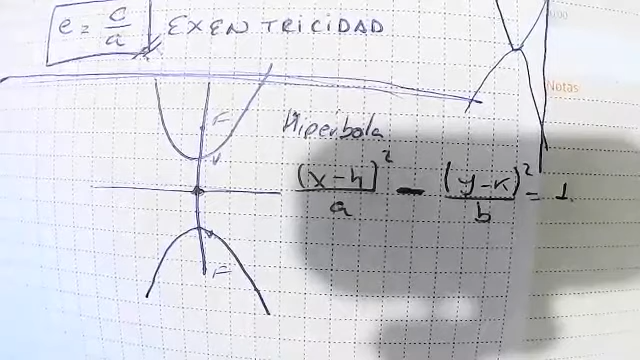 e = c/a EXENTRICIDAD
Notas
F
Hiperbola
(x-h)²/a - (y-k)²/b = 1.
F